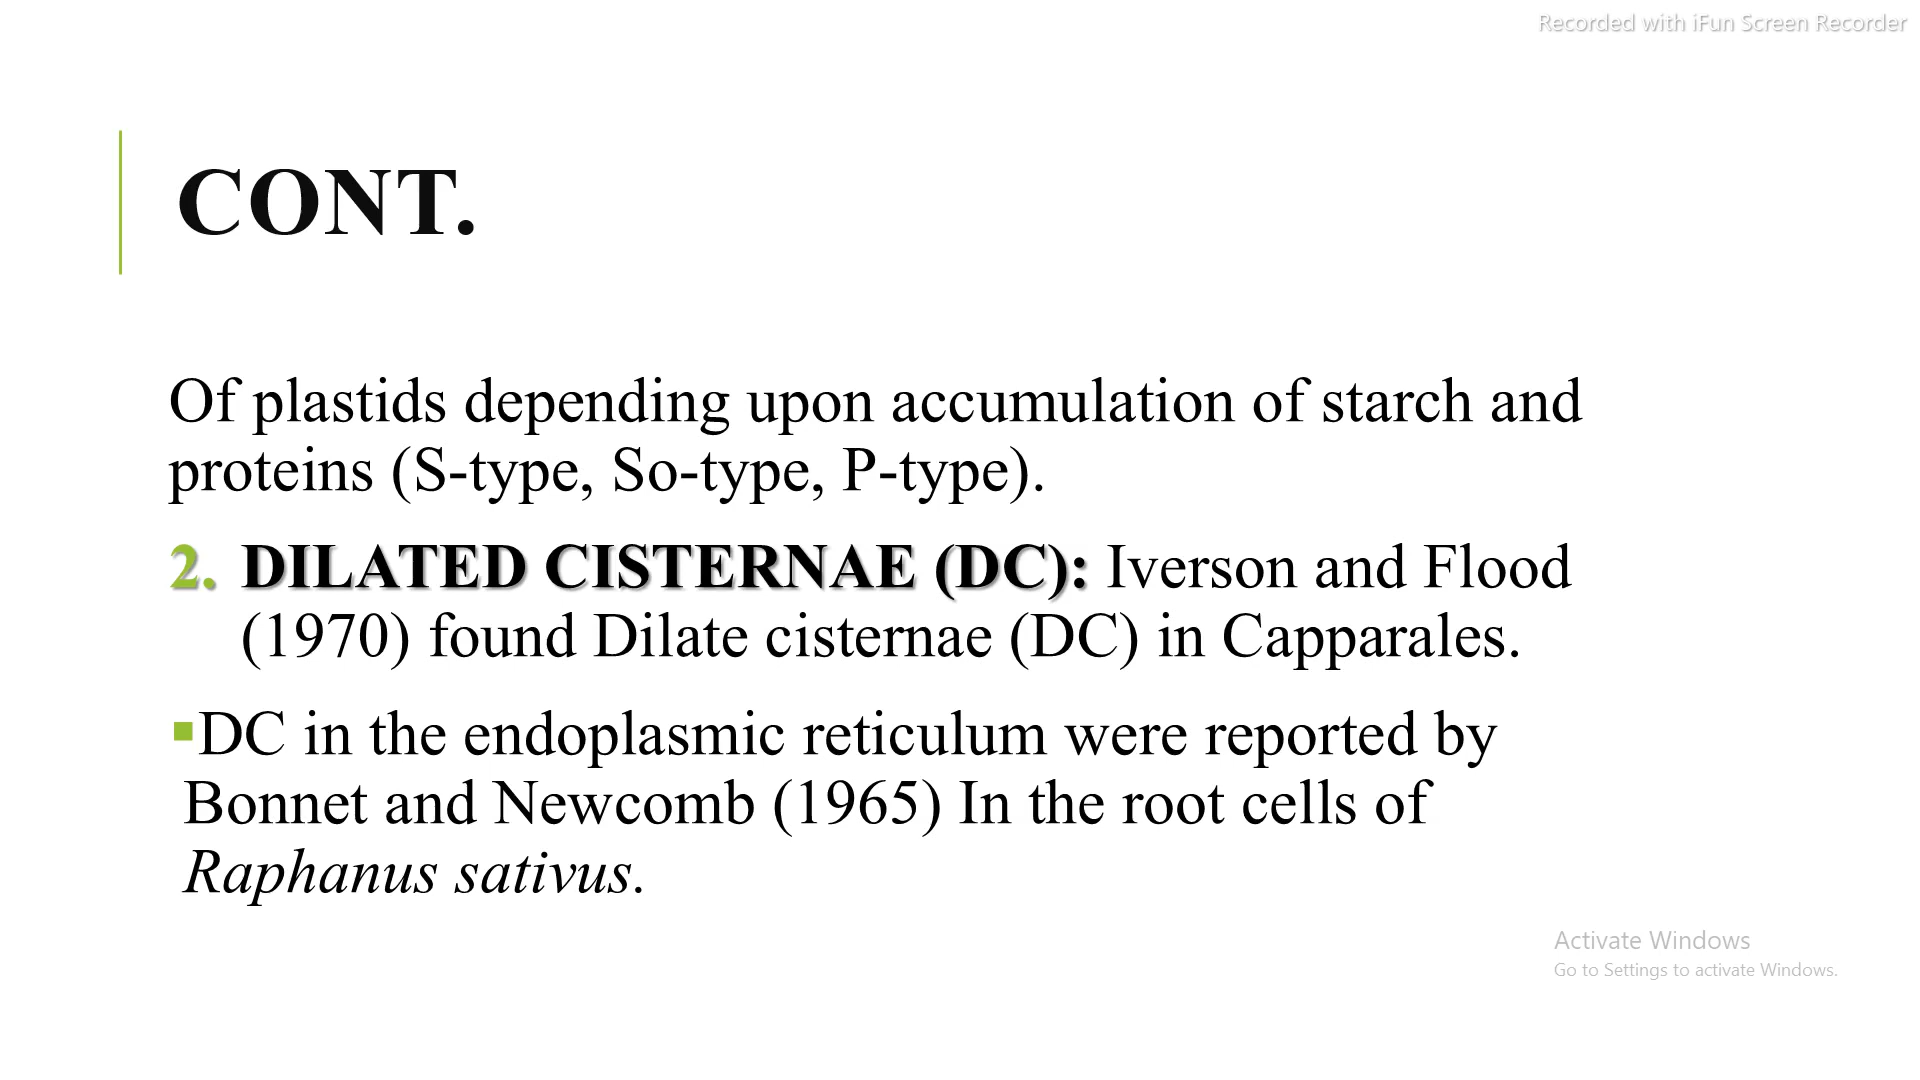 Recorded with iFun Screen Recorder
CONT.
Of plastids depending upon accumulation of starch and
proteins (S-type, So-type, P-type).
2. DILATED CISTERNAE (DC): Iverson and Flood
(1970) found Dilate cisternae (DC) in Capparales.
▪DC in the endoplasmic reticulum were reported by
Bonnet and Newcomb (1965) In the root cells of
Raphanus sativus.
Activate Windows
Go to Settings to activate Windows.